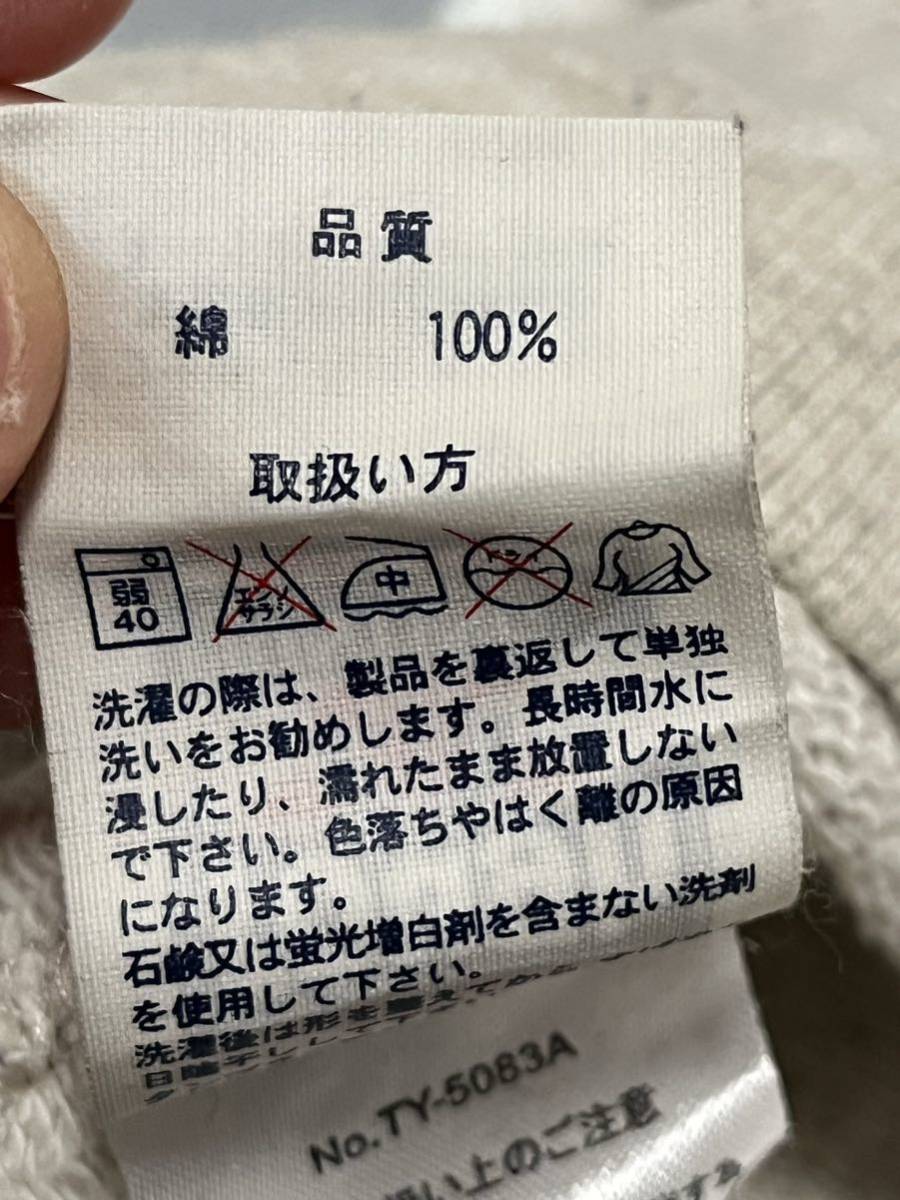 品質
綿 100%
取扱い方
弱 40 エンソサラシ 中 ドライ
洗濯の際は、製品を裏返して単独
洗いをお勧めします。長時間水に
浸したり、濡れたまま放置しない
で下さい。色落ちやはく離の原因
になります。
石鹸又は蛍光増白剤を含まない洗剤
を使用して下さい。
洗濯後は形を整えてから
No.TY-5083A
扱い上のご注意
する